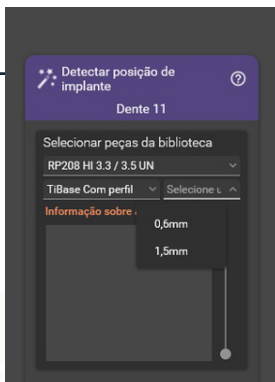 Detectar posição de
implante
Dente 11
Selecionar peças da biblioteca
RP208 HI 3.3 / 3.5 UN
TiBase Com perfil Selecione
Informação sobre
0,6mm
1,5mm